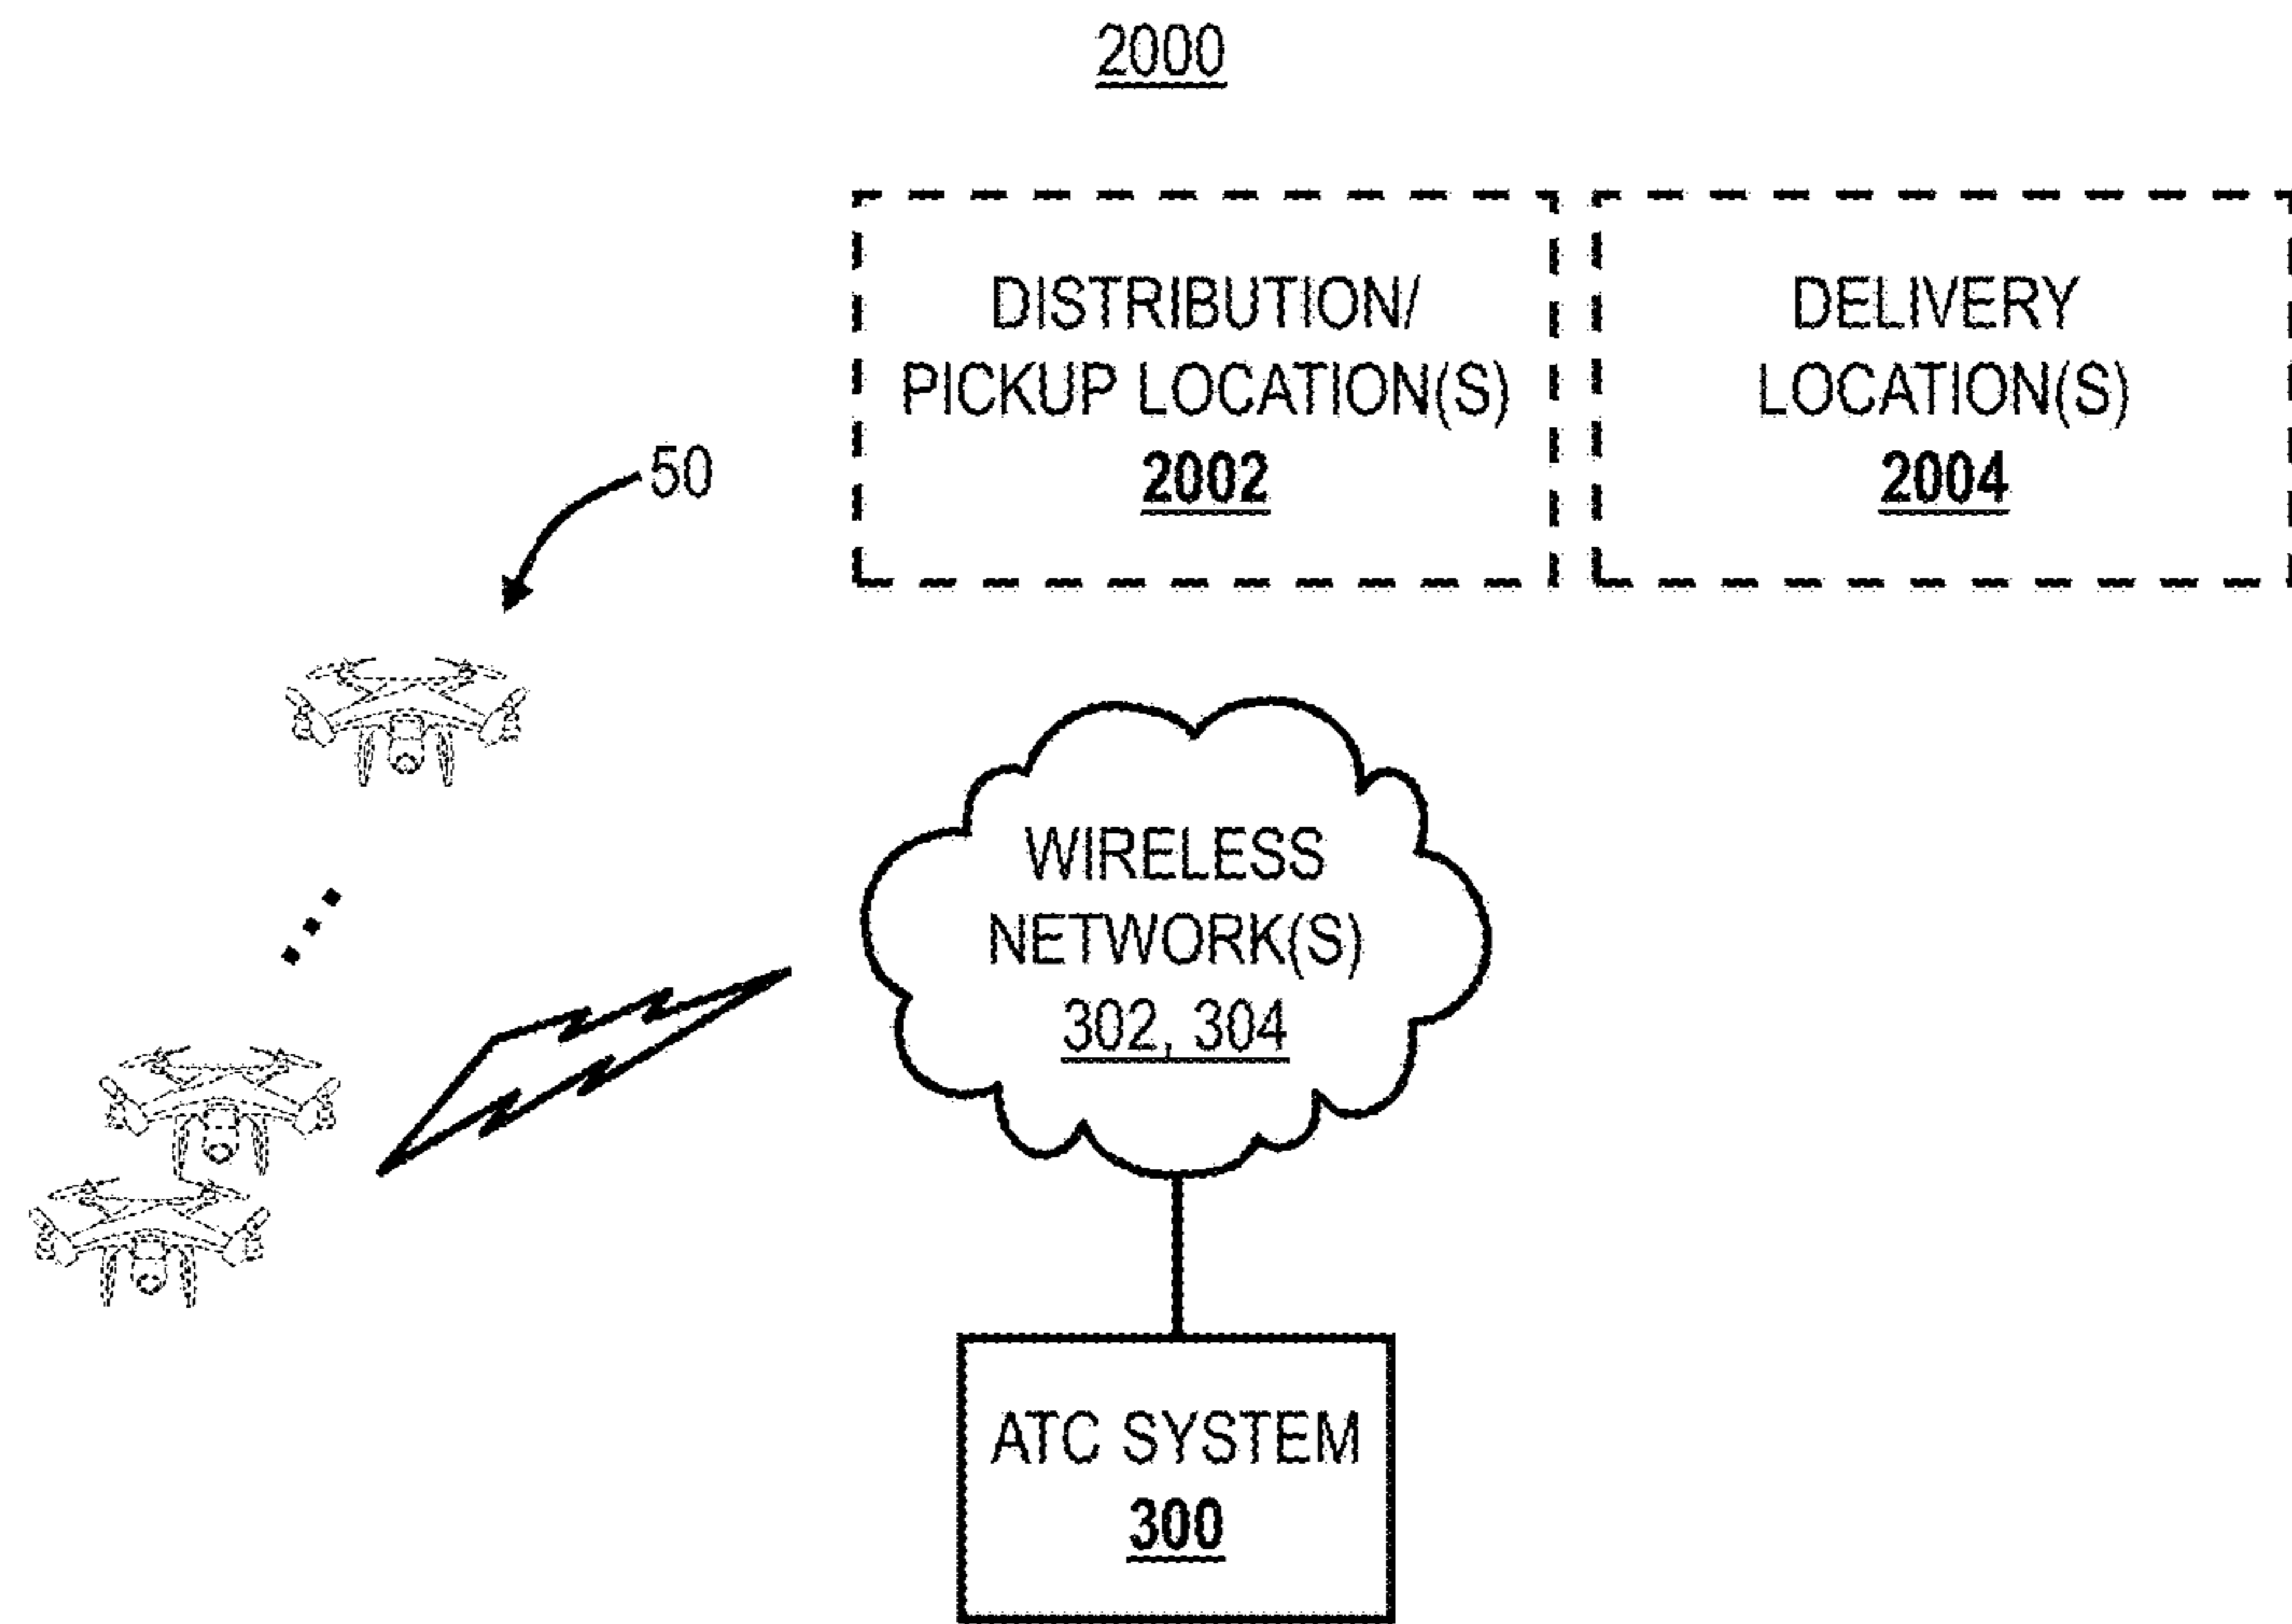 2000
DISTRIBUTION/
PICKUP LOCATION(S)
2002
DELIVERY
LOCATION(S)
2004
50
WIRELESS
NETWORK(S)
302, 304
ATC SYSTEM
300